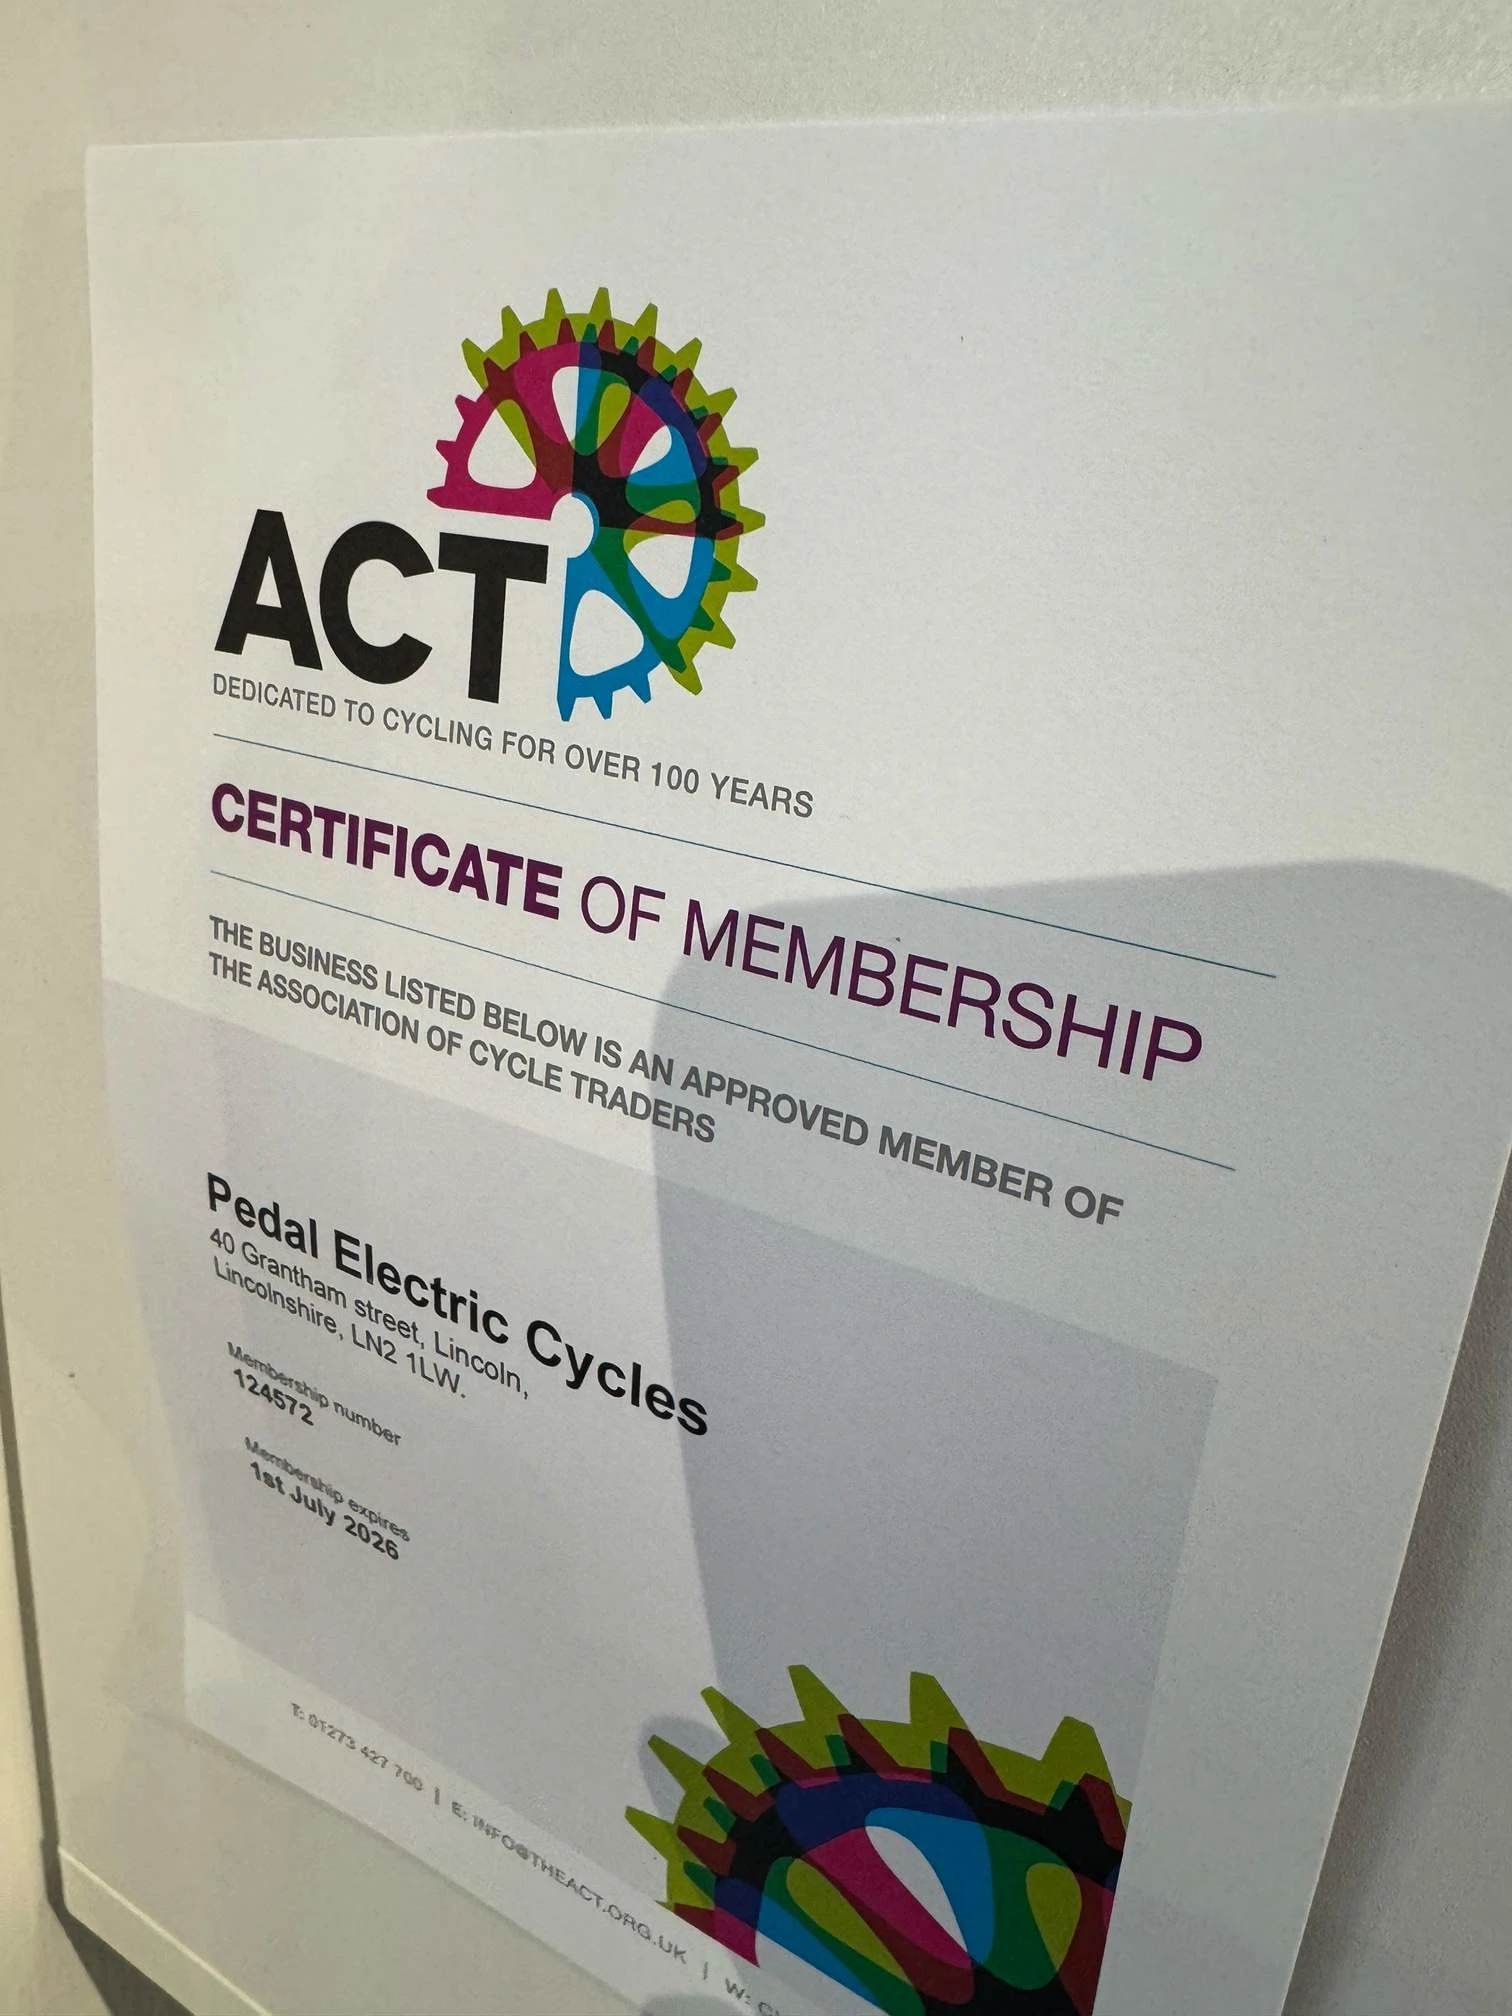 ACT
DEDICATED TO CYCLING FOR OVER 100 YEARS
CERTIFICATE OF MEMBERSHIP
THE BUSINESS LISTED BELOW IS AN APPROVED MEMBER OF
THE ASSOCIATION OF CYCLE TRADERS
Pedal Electric Cycles
40 Grantham street, Lincoln,
Lincolnshire, LN2 1LW.
Membership number
124572
Membership expires
1st July 2026
T: 01273 427 700 | E: INFO@THEACT.ORG.UK | W: